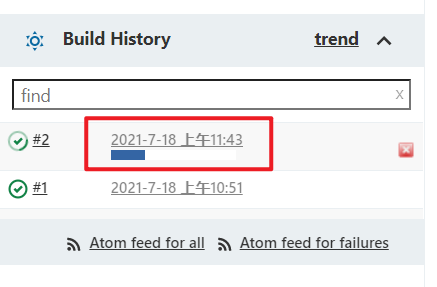 Build History trend
find x
#2 2021-7-18 上午11:43
#1 2021-7-18 上午10:51
Atom feed for all Atom feed for failures